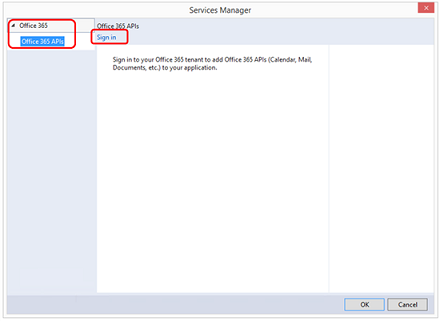 Services Manager
Office 365
Office 365 APIs
Office 365 APIs
Sign in
Sign in to your Office 365 tenant to add Office 365 APIs (Calendar, Mail,
Documents, etc.) to your application.
OK
Cancel